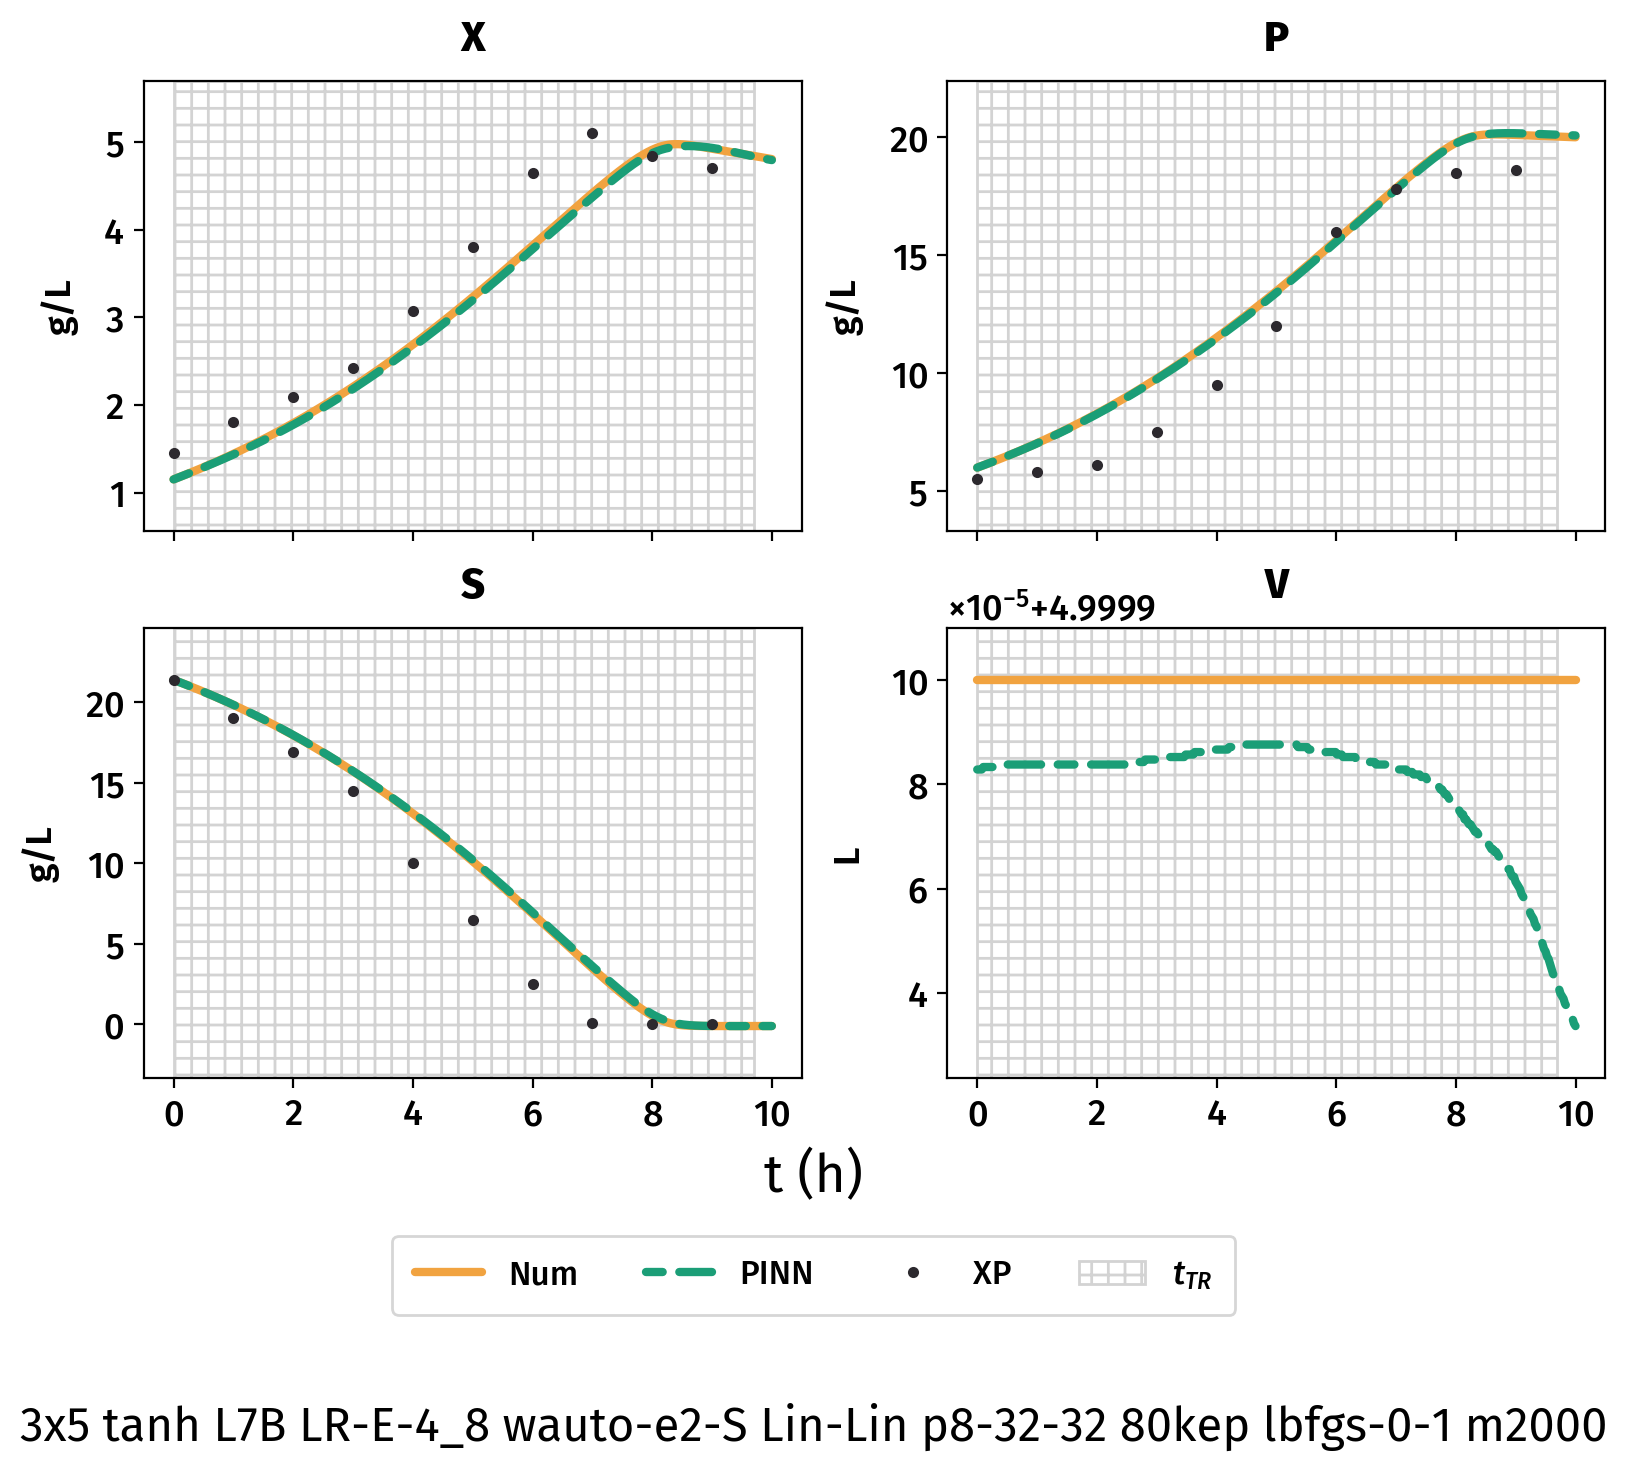 X
P
5
4
3
2
1
g/L
20
15
10
5
g/L
S
V
×10⁻⁵+4.9999
20
15
10
5
0
g/L
10
8
6
4
L
0 2 4 6 8 10
0 2 4 6 8 10
t (h)
Num PINN XP t_TR
3x5 tanh L7B LR-E-4_8 wauto-e2-S Lin-Lin p8-32-32 80kep lbfgs-0-1 m2000